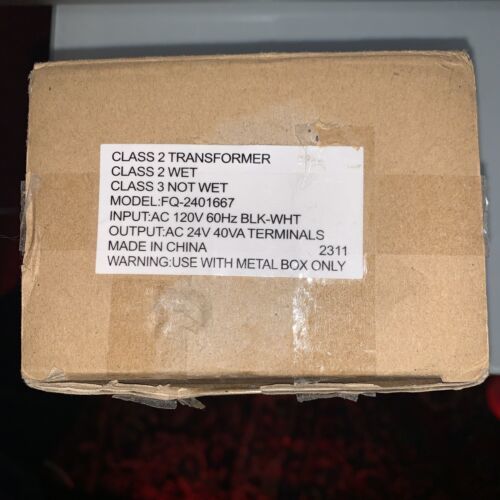 CLASS 2 TRANSFORMER
CLASS 2 WET
CLASS 3 NOT WET
MODEL:FQ-2401667
INPUT:AC 120V 60Hz BLK-WHT
OUTPUT:AC 24V 40VA TERMINALS
MADE IN CHINA 2311
WARNING:USE WITH METAL BOX ONLY